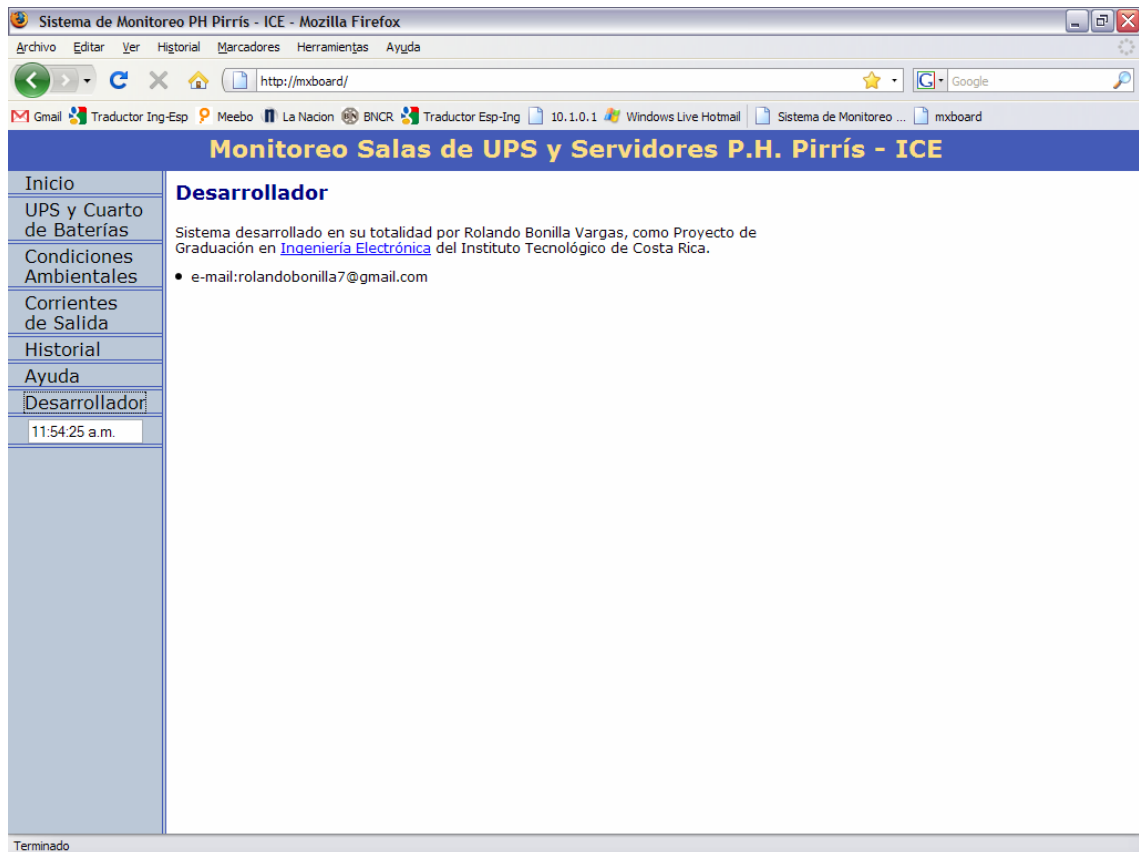 Sistema de Monitoreo PH Pirrís - ICE - Mozilla Firefox
Archivo Editar Ver Historial Marcadores Herramientas Ayuda
http://mxboard/
Google
Gmail Traductor Ing-Esp Meebo La Nacion BNCR Traductor Esp-Ing 10.1.0.1 Windows Live Hotmail Sistema de Monitoreo ... mxboard
Monitoreo Salas de UPS y Servidores P.H. Pirrís - ICE
Inicio
UPS y Cuarto
de Baterías
Condiciones
Ambientales
Corrientes
de Salida
Historial
Ayuda
Desarrollador
11:54:25 a.m.
Desarrollador
Sistema desarrollado en su totalidad por Rolando Bonilla Vargas, como Proyecto de
Graduación en Ingeniería Electrónica del Instituto Tecnológico de Costa Rica.
• e-mail:rolandobonilla7@gmail.com
Terminado